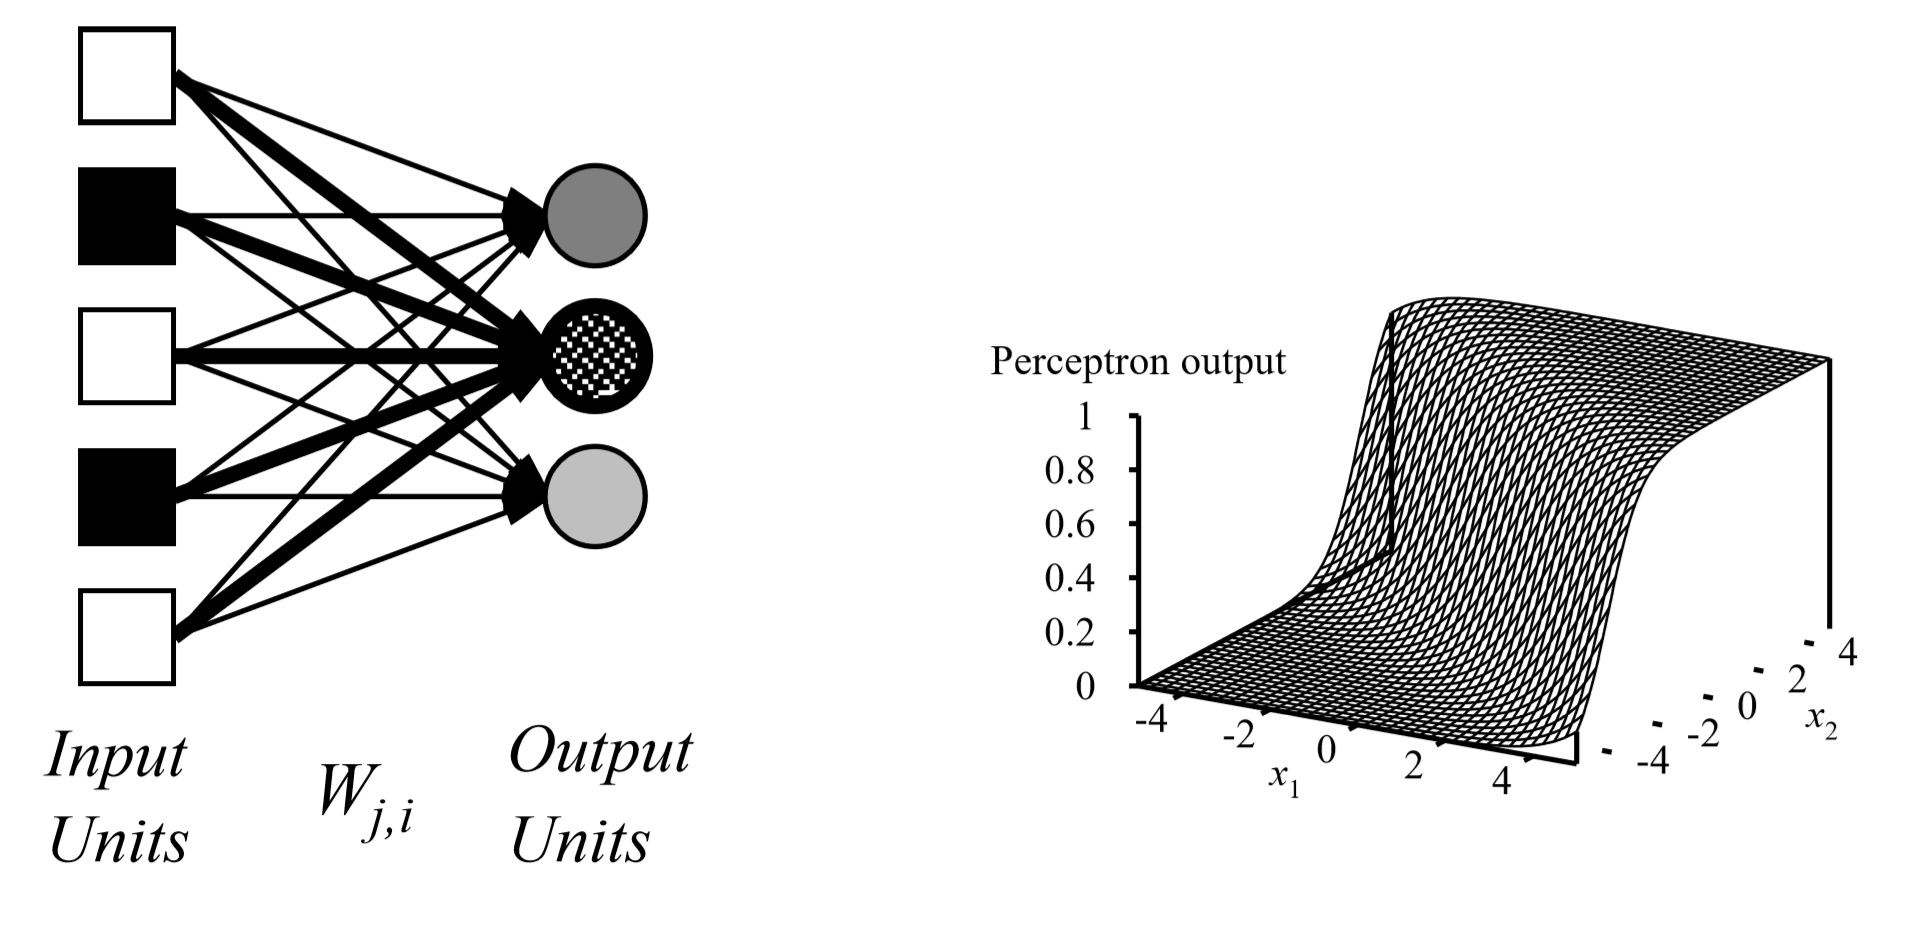 Input
Units
W_{j,i}
Output
Units
Perceptron output
1
0.8
0.6
0.4
0.2
0
-4 -2 0 2 4
x_1
-4 -2 0 2 4
x_2